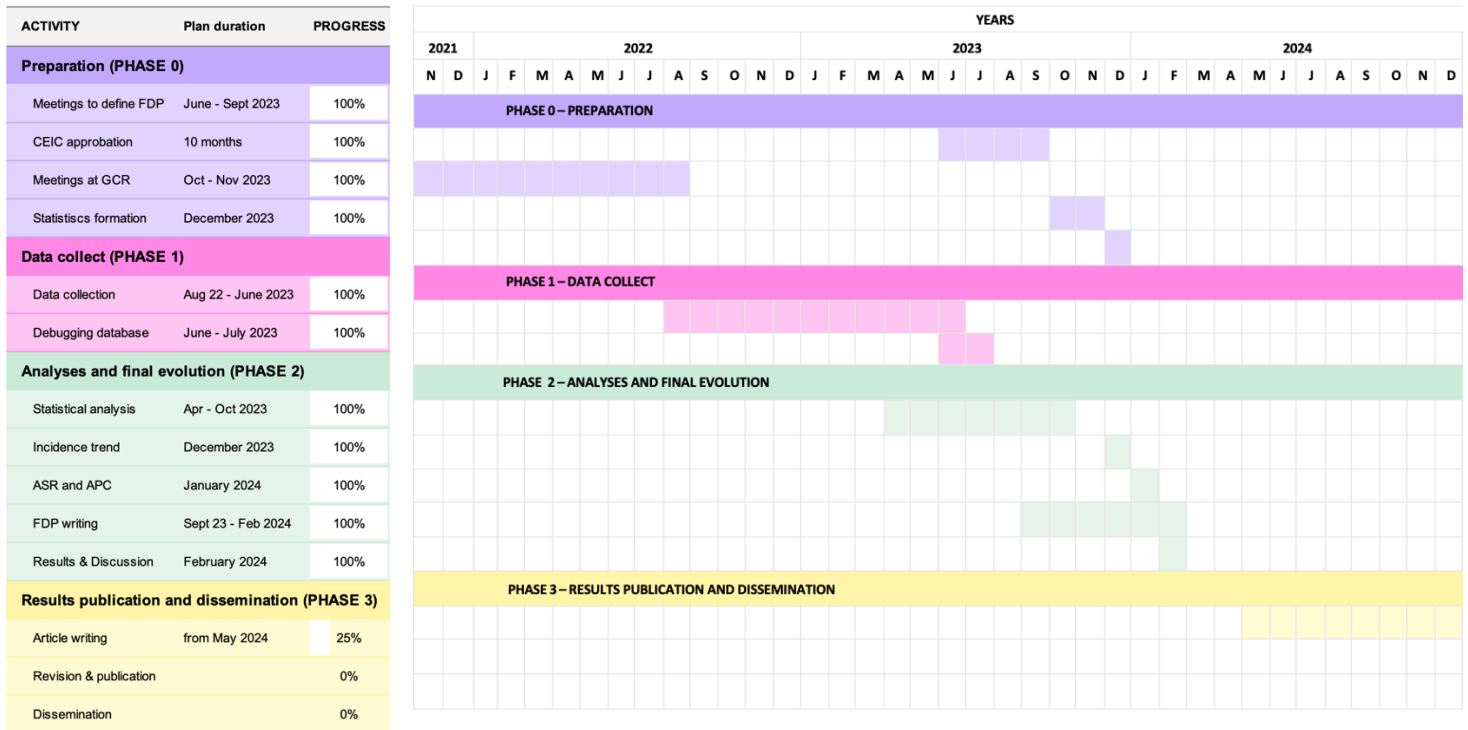 ACTIVITY Plan duration PROGRESS
Preparation (PHASE 0)
Meetings to define FDP June - Sept 2023 100%
CEIC approbation 10 months 100%
Meetings at GCR Oct - Nov 2023 100%
Statistiscs formation December 2023 100%
Data collect (PHASE 1)
Data collection Aug 22 - June 2023 100%
Debugging database June - July 2023 100%
Analyses and final evolution (PHASE 2)
Statistical analysis Apr - Oct 2023 100%
Incidence trend December 2023 100%
ASR and APC January 2024 100%
FDP writing Sept 23 - Feb 2024 100%
Results & Discussion February 2024 100%
Results publication and dissemination (PHASE 3)
Article writing from May 2024 25%
Revision & publication 0%
Dissemination 0%
YEARS
2021 2022 2023 2024
N D J F M A M J J A S O N D J F M A M J J A S O N D J F M A M J J A S O N D
PHASE 0 – PREPARATION
PHASE 1 – DATA COLLECT
PHASE 2 – ANALYSES AND FINAL EVOLUTION
PHASE 3 – RESULTS PUBLICATION AND DISSEMINATION